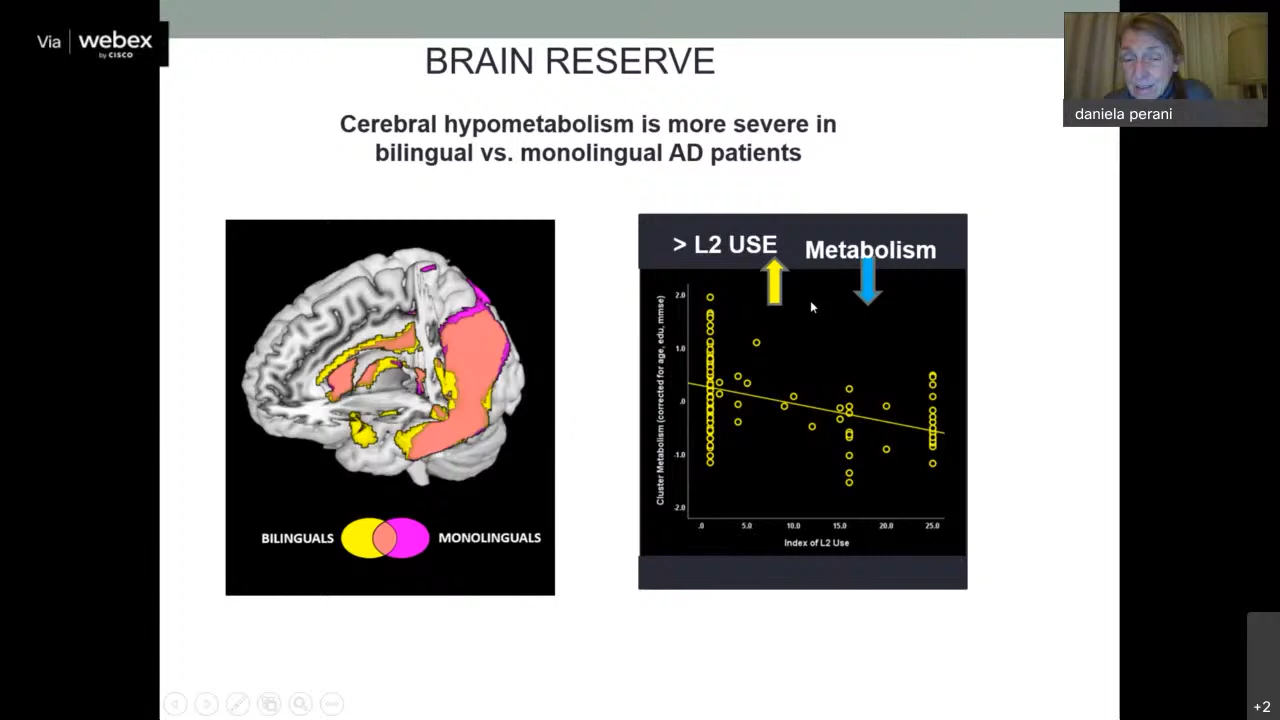 Via webex
by CISCO
BRAIN RESERVE
daniela perani
Cerebral hypometabolism is more severe in
bilingual vs. monolingual AD patients
BILINGUALS MONOLINGUALS
> L2 USE Metabolism
Cluster Metabolism (corrected for age, edu, mmse)
2.0
1.0
.0
-1.0
-2.0
.0 5.0 10.0 15.0 20.0 25.0
Index of L2 Use
+2